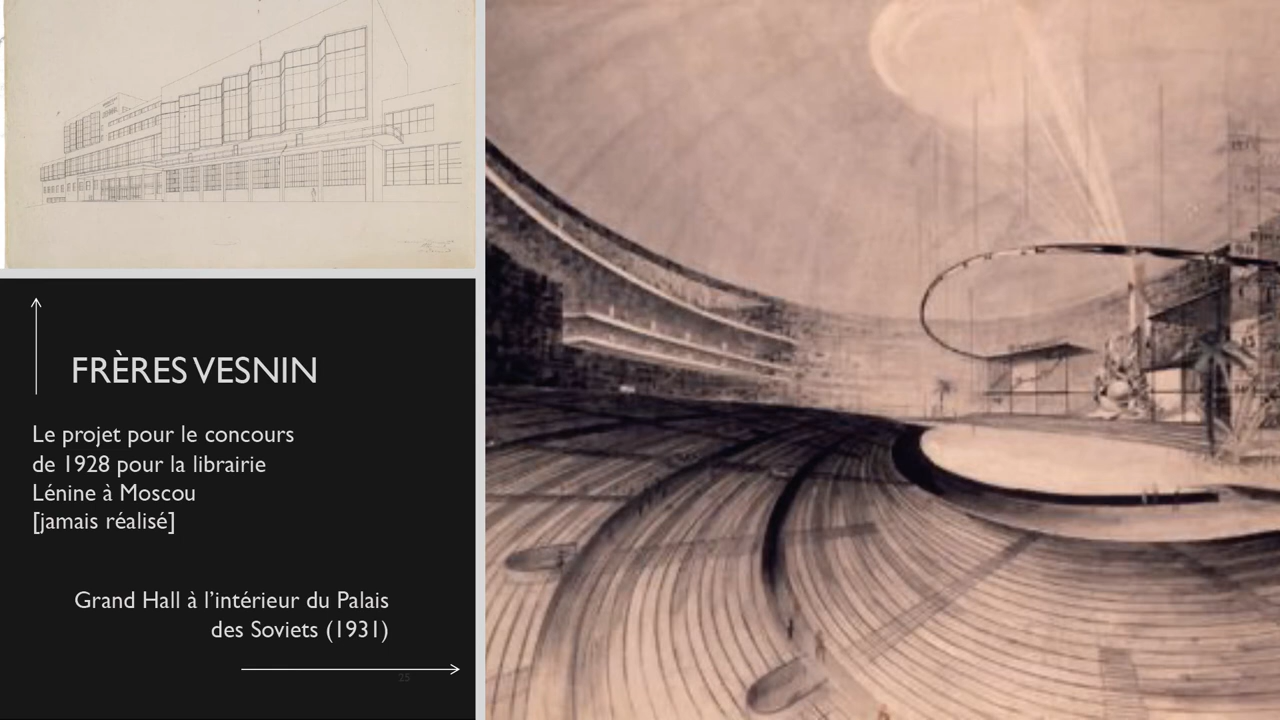 FRÈRES VESNIN
Le projet pour le concours
de 1928 pour la librairie
Lénine à Moscou
[jamais réalisé]
Grand Hall à l’intérieur du Palais
des Soviets (1931)
25